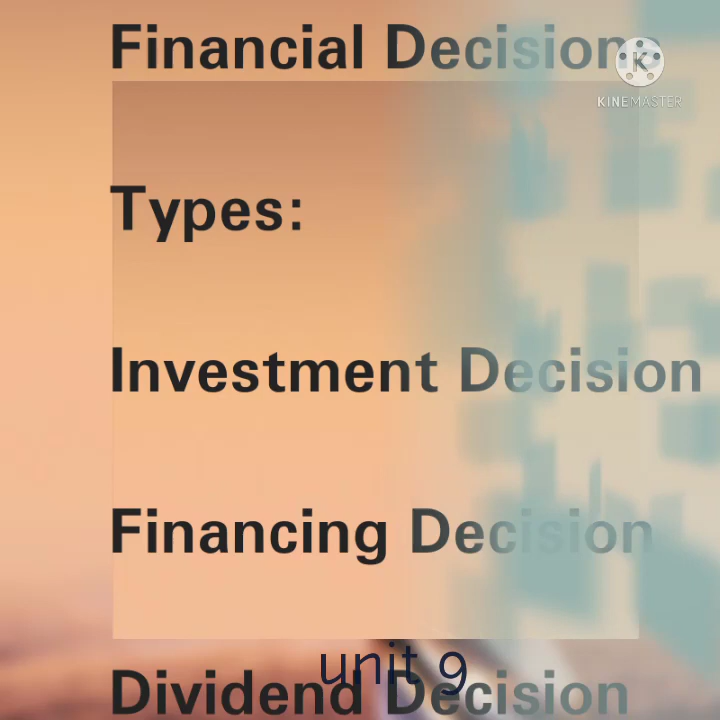 Financial Decisions
KINEMASTER
Types:
Investment Decision
Financing Decision
unit 9
Dividend Decision